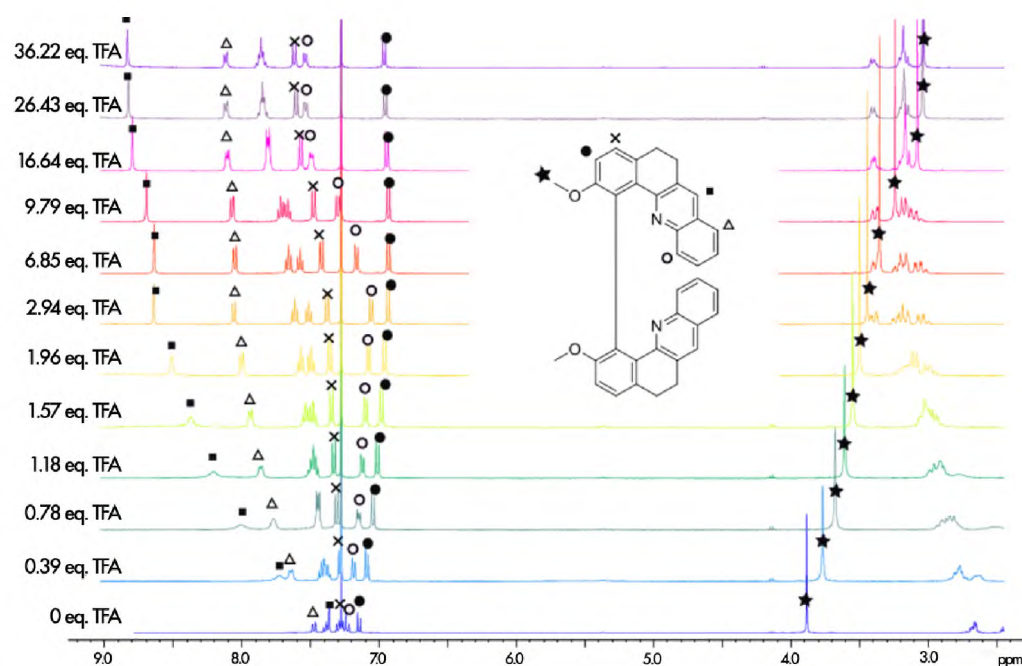 36.22 eq. TFA
26.43 eq. TFA
16.64 eq. TFA
9.79 eq. TFA
6.85 eq. TFA
2.94 eq. TFA
1.96 eq. TFA
1.57 eq. TFA
1.18 eq. TFA
0.78 eq. TFA
0.39 eq. TFA
0 eq. TFA
O
N
N
O
9.0 8.0 7.0 6.0 5.0 4.0 3.0 ppm